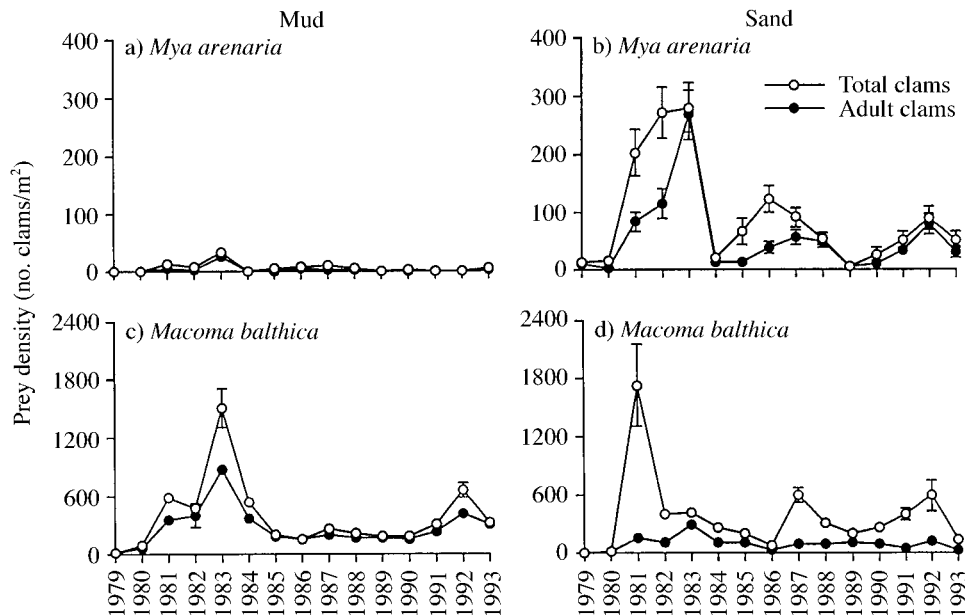 Mud
Sand
Prey density (no. clams/m²)
a) Mya arenaria
400
300
200
100
0
b) Mya arenaria
400
300
200
100
0
Total clams
Adult clams
c) Macoma balthica
2400
1800
1200
600
0
d) Macoma balthica
2400
1800
1200
600
0
1979 1980 1981 1982 1983 1984 1985 1986 1987 1988 1989 1990 1991 1992 1993
1979 1980 1981 1982 1983 1984 1985 1986 1987 1988 1989 1990 1991 1992 1993